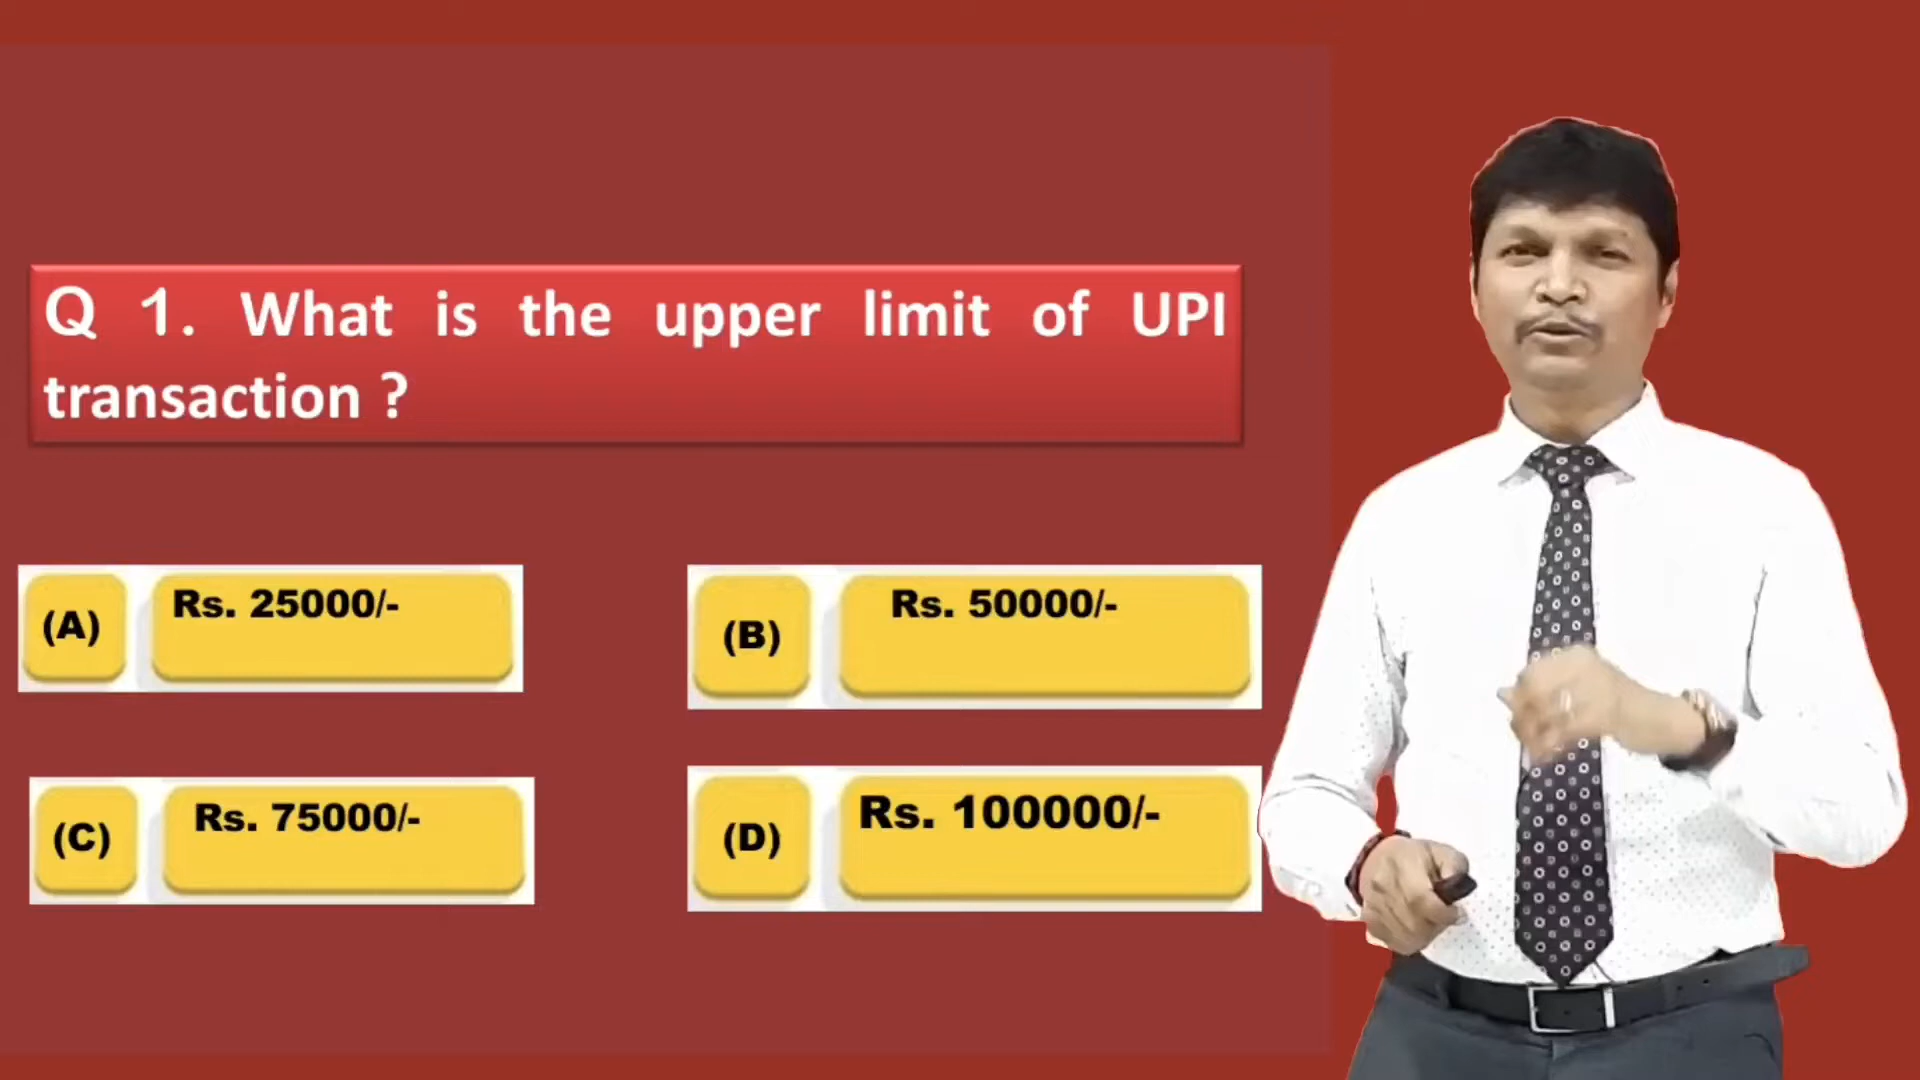 Q 1. What is the upper limit of UPI
transaction ?
(A) Rs. 25000/-
(B) Rs. 50000/-
(C) Rs. 75000/-
(D) Rs. 100000/-